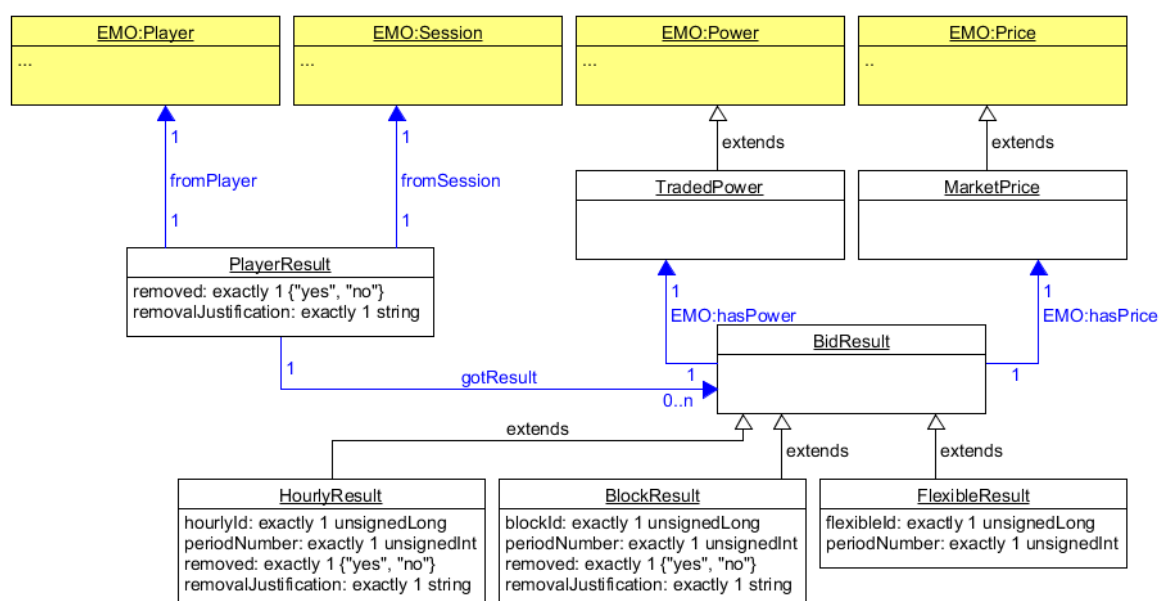 EMO:Player
...
EMO:Session
...
EMO:Power
...
EMO:Price
..
1
1
extends
extends
fromPlayer
fromSession
TradedPower
MarketPrice
1
1
PlayerResult
removed: exactly 1 {"yes", "no"}
removalJustification: exactly 1 string
1
1
EMO:hasPower
EMO:hasPrice
BidResult
1
gotResult
1
1
0..n
extends
extends
extends
HourlyResult
hourlyId: exactly 1 unsignedLong
periodNumber: exactly 1 unsignedInt
removed: exactly 1 {"yes", "no"}
removalJustification: exactly 1 string
BlockResult
blockId: exactly 1 unsignedLong
periodNumber: exactly 1 unsignedInt
removed: exactly 1 {"yes", "no"}
removalJustification: exactly 1 string
FlexibleResult
flexibleId: exactly 1 unsignedLong
periodNumber: exactly 1 unsignedInt